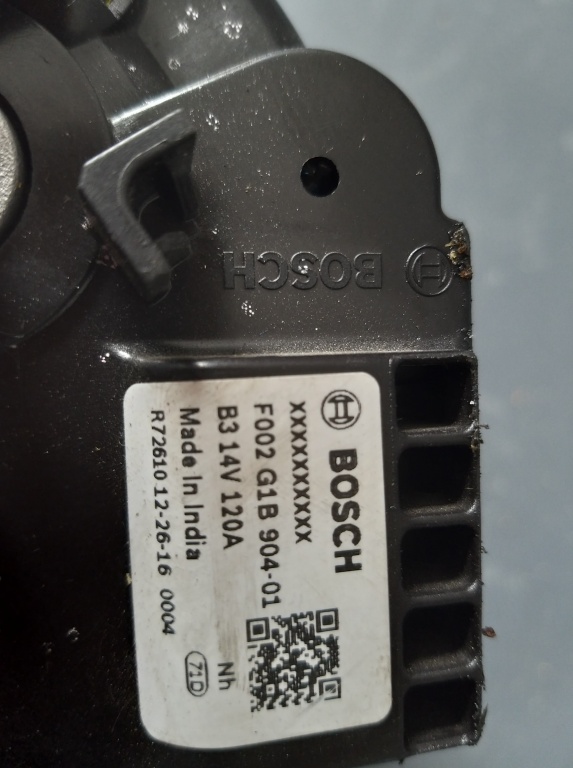 BOSCH
BOSCH
XXXXXXXXXX
F002 G1B 904-01
B3 14V 120A
Made In India
R72610 12-26-16 0004
Nh
71D